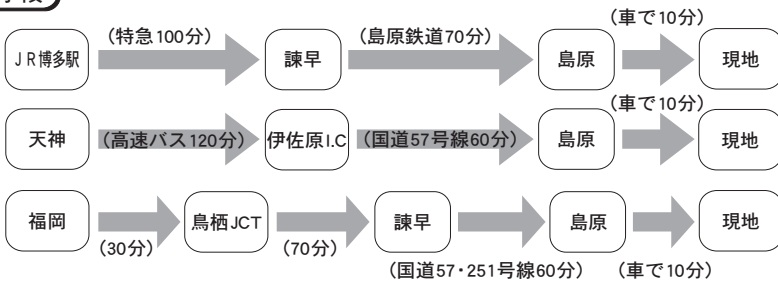 (特急100分) (島原鉄道70分) (車で10分)
JR博多駅 諫早 島原 現地
(車で10分)
天神 (高速バス120分)伊佐原I.C (国道57号線60分) 島原 現地
福岡 鳥栖JCT 諫早 島原 現地
(30分) (70分)
(国道57・251号線60分) (車で10分)